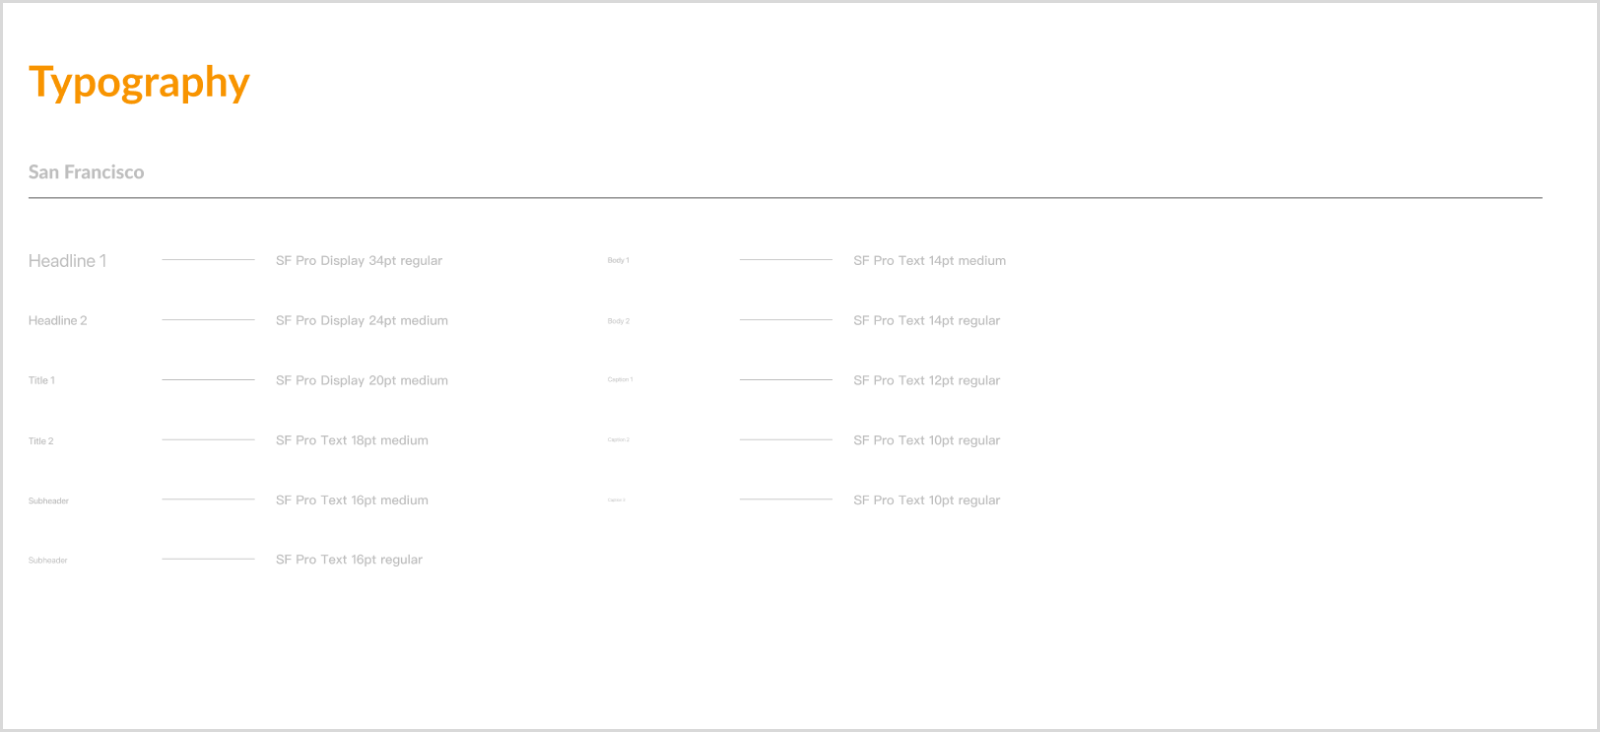 Typography
San Francisco
Headline 1
SF Pro Display 34pt regular
Headline 2
SF Pro Display 24pt medium
Title 1
SF Pro Display 20pt medium
Title 2
SF Pro Text 18pt medium
Subheader
SF Pro Text 16pt medium
Subheader
SF Pro Text 16pt regular
Body 1
SF Pro Text 14pt medium
Body 2
SF Pro Text 14pt regular
Caption 1
SF Pro Text 12pt regular
Caption 2
SF Pro Text 10pt regular
SF Pro Text 10pt regular